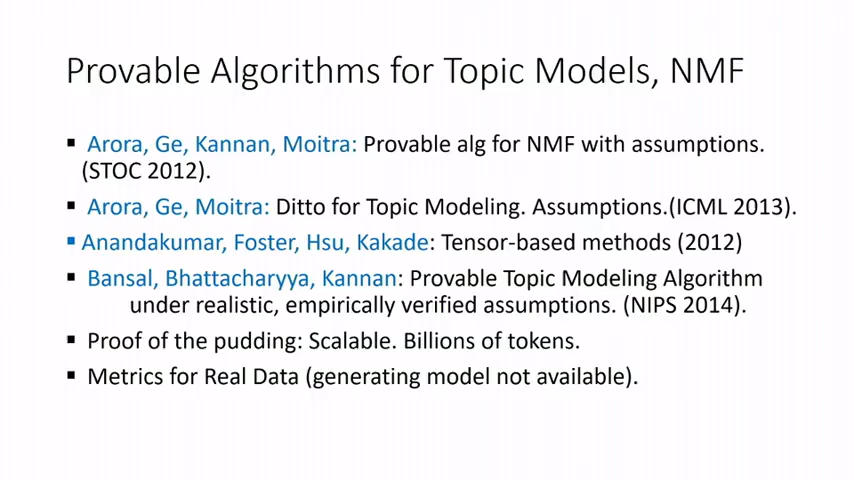 Provable Algorithms for Topic Models, NMF
▪ Arora, Ge, Kannan, Moitra: Provable alg for NMF with assumptions.
(STOC 2012).
▪ Arora, Ge, Moitra: Ditto for Topic Modeling. Assumptions.(ICML 2013).
▪ Anandakumar, Foster, Hsu, Kakade: Tensor-based methods (2012)
▪ Bansal, Bhattacharyya, Kannan: Provable Topic Modeling Algorithm
under realistic, empirically verified assumptions. (NIPS 2014).
▪ Proof of the pudding: Scalable. Billions of tokens.
▪ Metrics for Real Data (generating model not available).